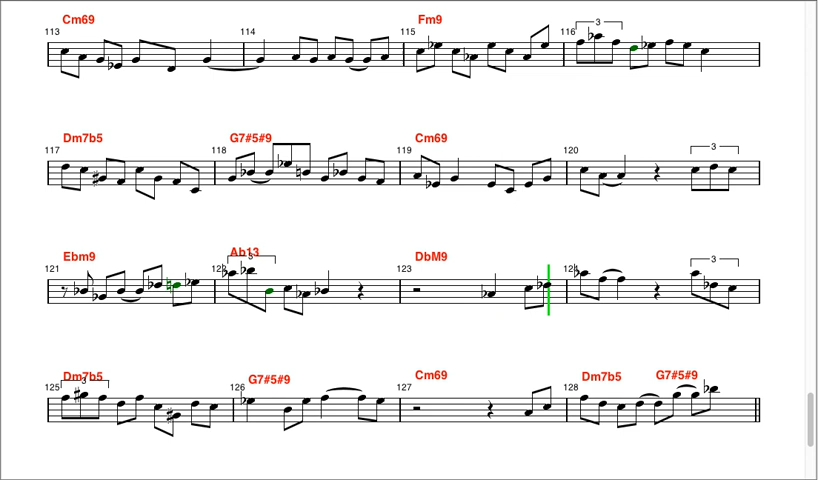 Cm69 Fm9
113 114 115 116 3
Dm7b5 G7#5#9 Cm69
117 118 119 120 3
Ebm9 Ab13 DbM9
121 122 3 123 124 3
Dm7b5 G7#5#9 Cm69 Dm7b5 G7#5#9
125 3 126 127 128